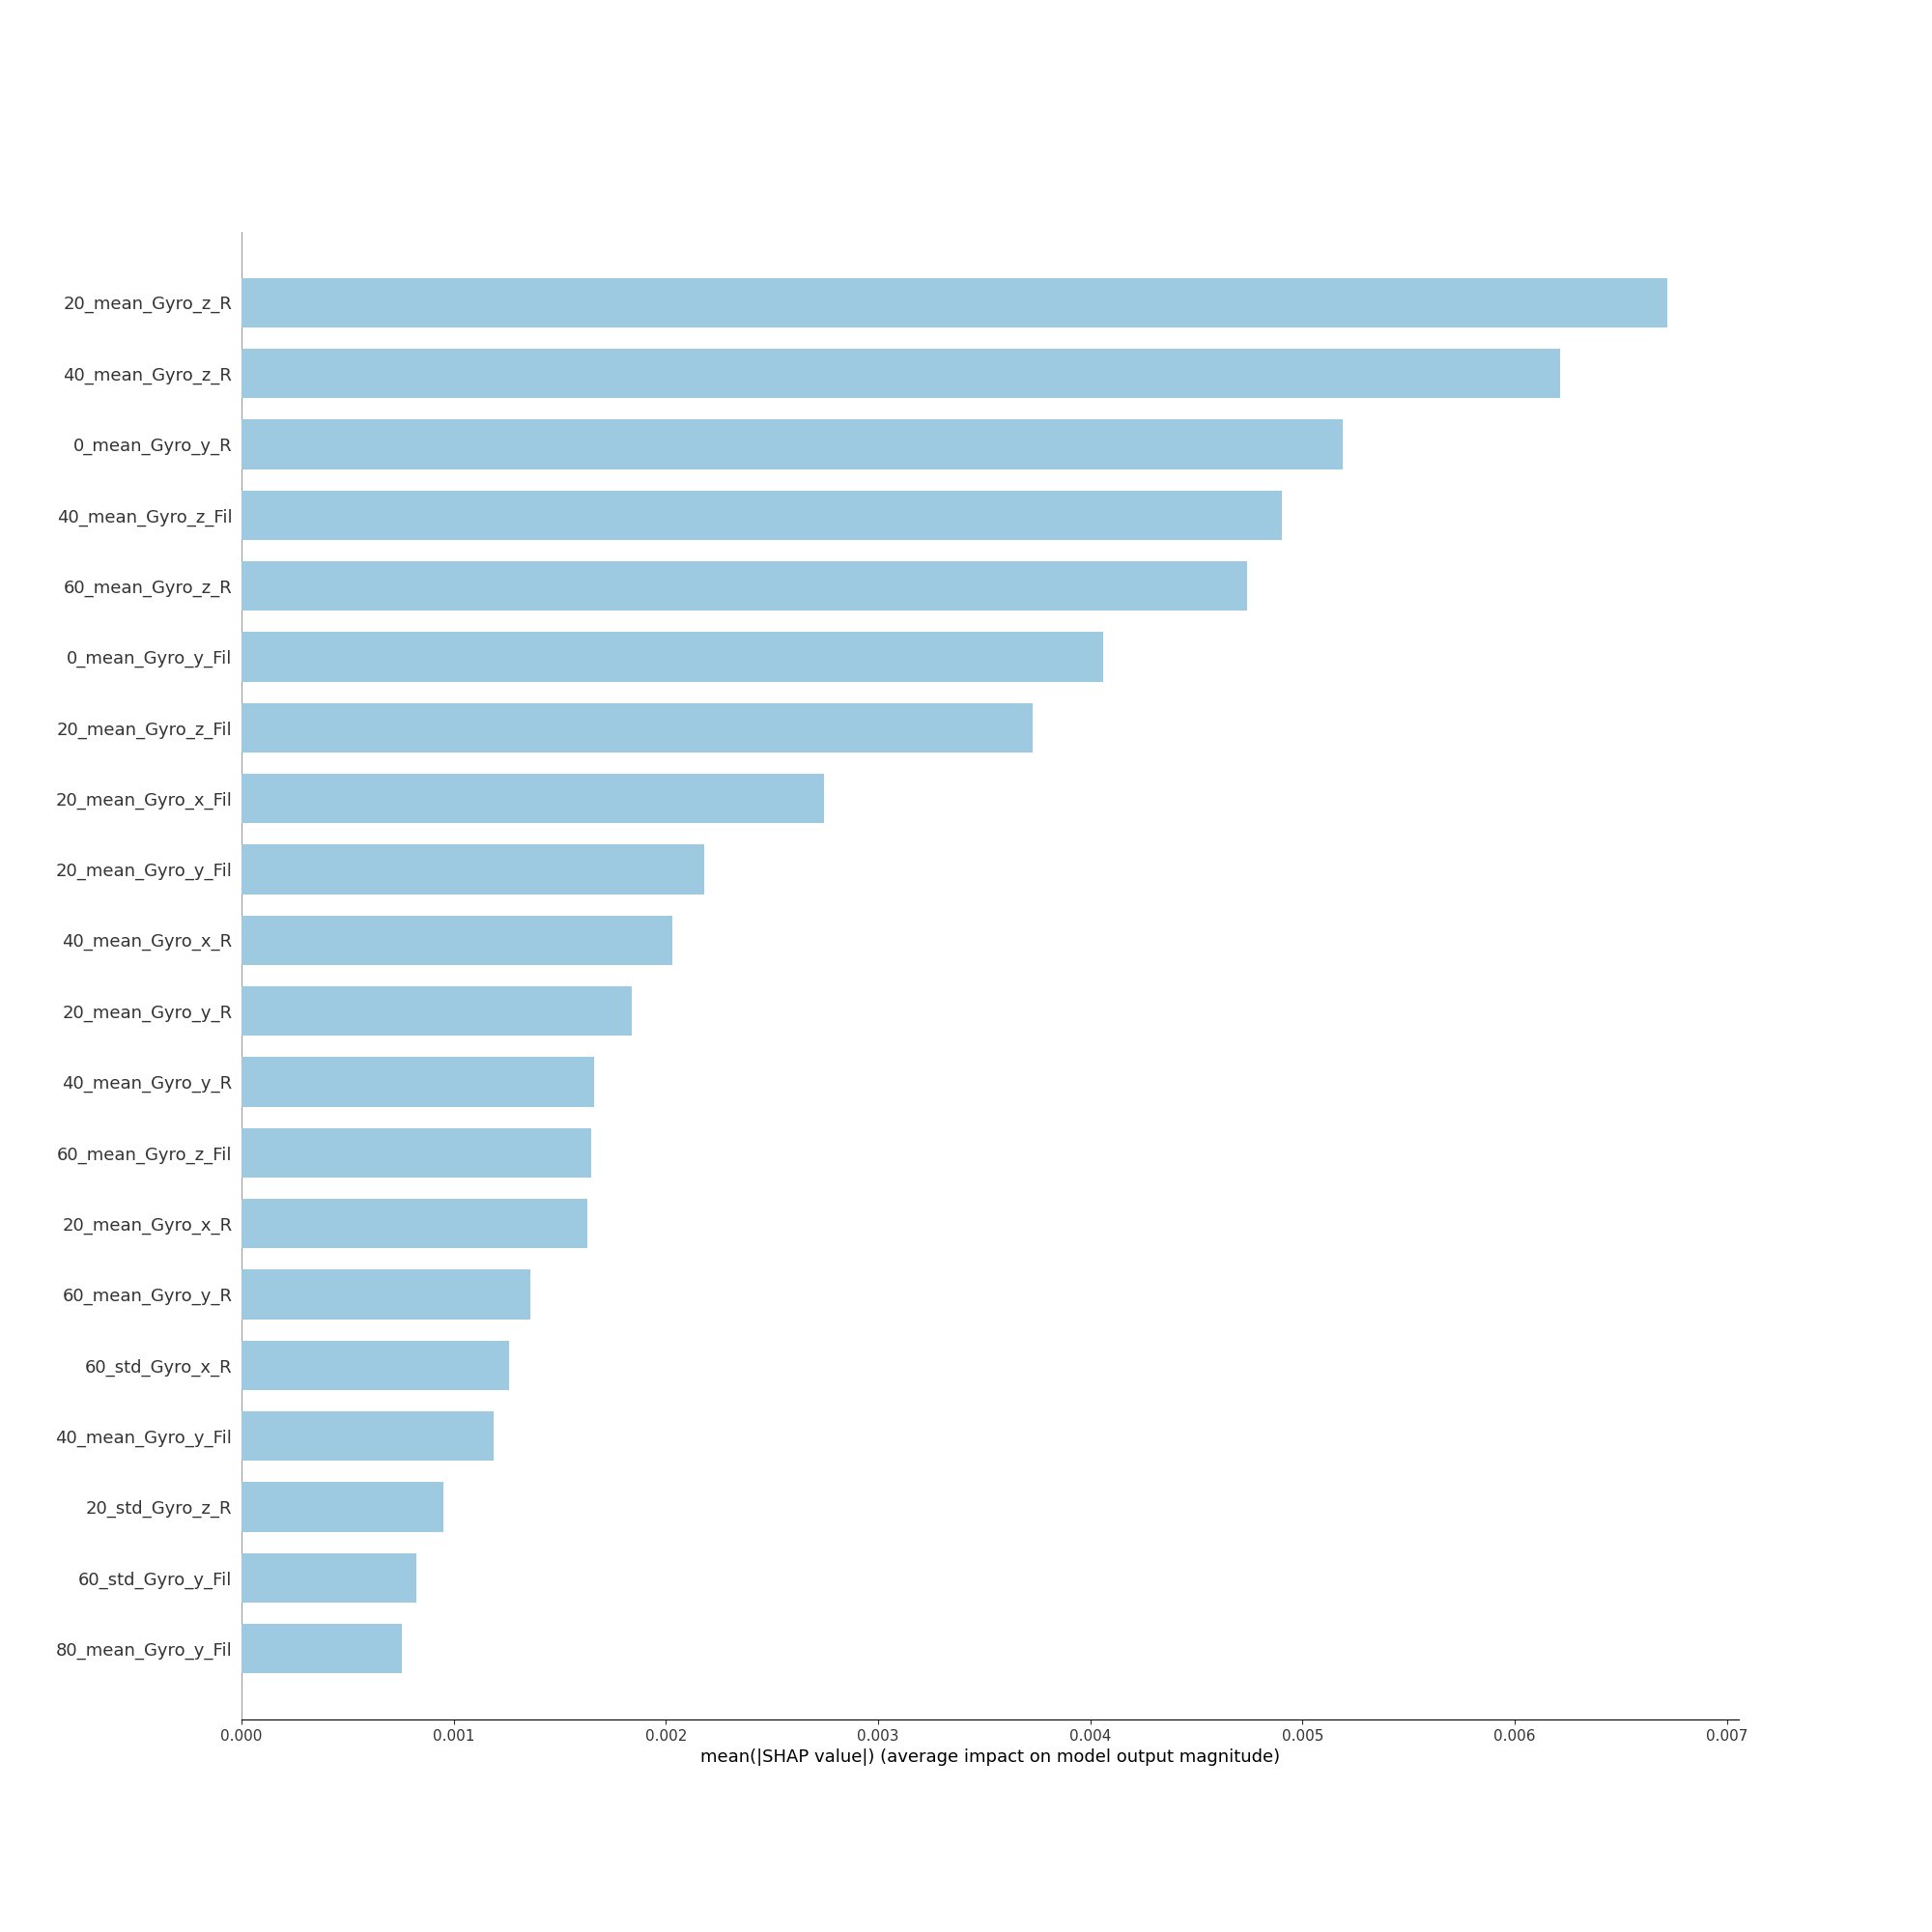 20_mean_Gyro_z_R
40_mean_Gyro_z_R
0_mean_Gyro_y_R
40_mean_Gyro_z_Fil
60_mean_Gyro_z_R
0_mean_Gyro_y_Fil
20_mean_Gyro_z_Fil
20_mean_Gyro_x_Fil
20_mean_Gyro_y_Fil
40_mean_Gyro_x_R
20_mean_Gyro_y_R
40_mean_Gyro_y_R
60_mean_Gyro_z_Fil
20_mean_Gyro_x_R
60_mean_Gyro_y_R
60_std_Gyro_x_R
40_mean_Gyro_y_Fil
20_std_Gyro_z_R
60_std_Gyro_y_Fil
80_mean_Gyro_y_Fil
0.000 0.001 0.002 0.003 0.004 0.005 0.006 0.007
mean(|SHAP value|) (average impact on model output magnitude)